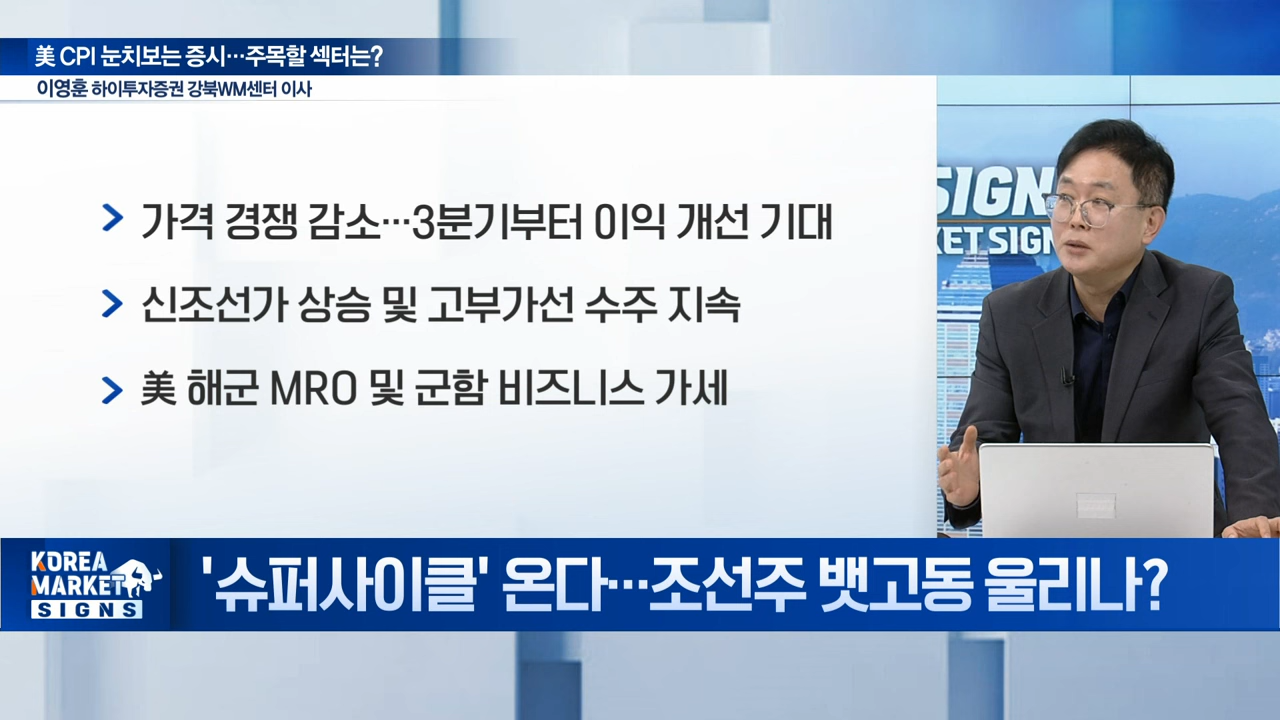 美 CPI 눈치보는 증시…주목할 섹터는?
이영훈 하이투자증권 강북WM센터 이사
가격 경쟁 감소…3분기부터 이익 개선 기대
신조선가 상승 및 고부가선 수주 지속
美 해군 MRO 및 군함 비즈니스 가세
SIGN
KET SIGN
KOREA
MARKET
SIGNS
'슈퍼사이클' 온다…조선주 뱃고동 울리나?